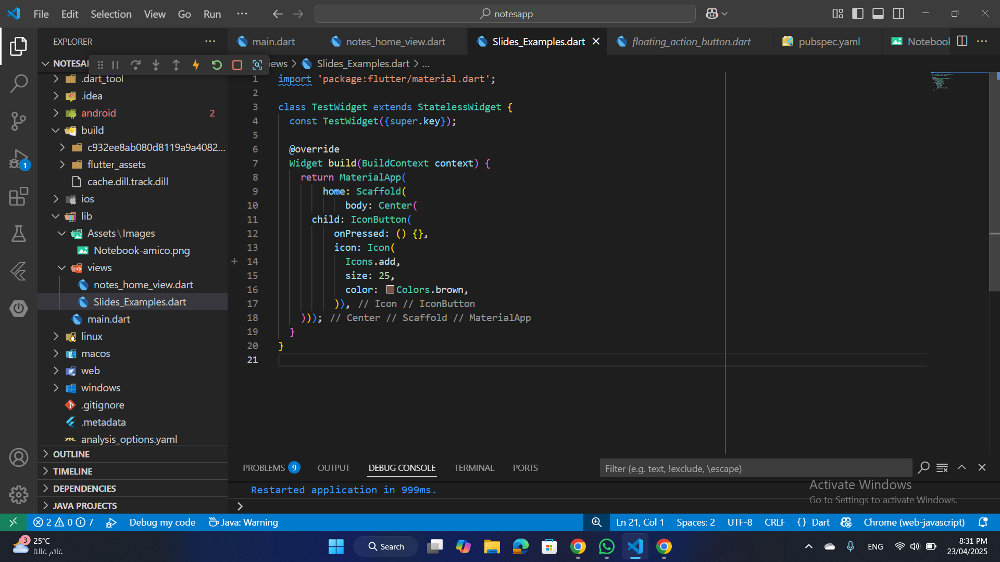 File Edit Selection View Go Run ··· notesapp
EXPLORER ···
main.dart notes_home_view.dart Slides_Examples.dart floating_action_button.dart pubspec.yaml Notebook ···
NOTESA
iews > Slides_Examples.dart > ...
.dart_tool
.idea
android 2
build
c932ee8ab080d8119a9a4082...
flutter_assets
cache.dill.track.dill
ios
lib
Assets\Images
Notebook-amico.png
views
notes_home_view.dart
Slides_Examples.dart
main.dart
linux
macos
web
windows
.gitignore
.metadata
analysis_options.yaml
OUTLINE
TIMELINE
DEPENDENCIES
JAVA PROJECTS
1
1 import 'package:flutter/material.dart';
2
3 class TestWidget extends StatelessWidget {
4 const TestWidget({super.key});
5
6 @override
7 Widget build(BuildContext context) {
8 return MaterialApp(
9 home: Scaffold(
10 body: Center(
11 child: IconButton(
12 onPressed: () {},
13 icon: Icon(
14 Icons.add,
15 size: 25,
16 color: Colors.brown,
17 )), // Icon // IconButton
18 ))); // Center // Scaffold // MaterialApp
19 }
20 }
21
PROBLEMS 9 OUTPUT DEBUG CONSOLE TERMINAL PORTS Filter (e.g. text, !exclude, \escape)
Restarted application in 999ms.
>
Activate Windows
Go to Settings to activate Windows.
2 0 7 Debug my code Java: Warning Ln 21, Col 1 Spaces: 2 UTF-8 CRLF {} Dart Chrome (web-javascript)
3 25°C
غائم غالبًا
Search
ENG
8:31 PM
23/04/2025